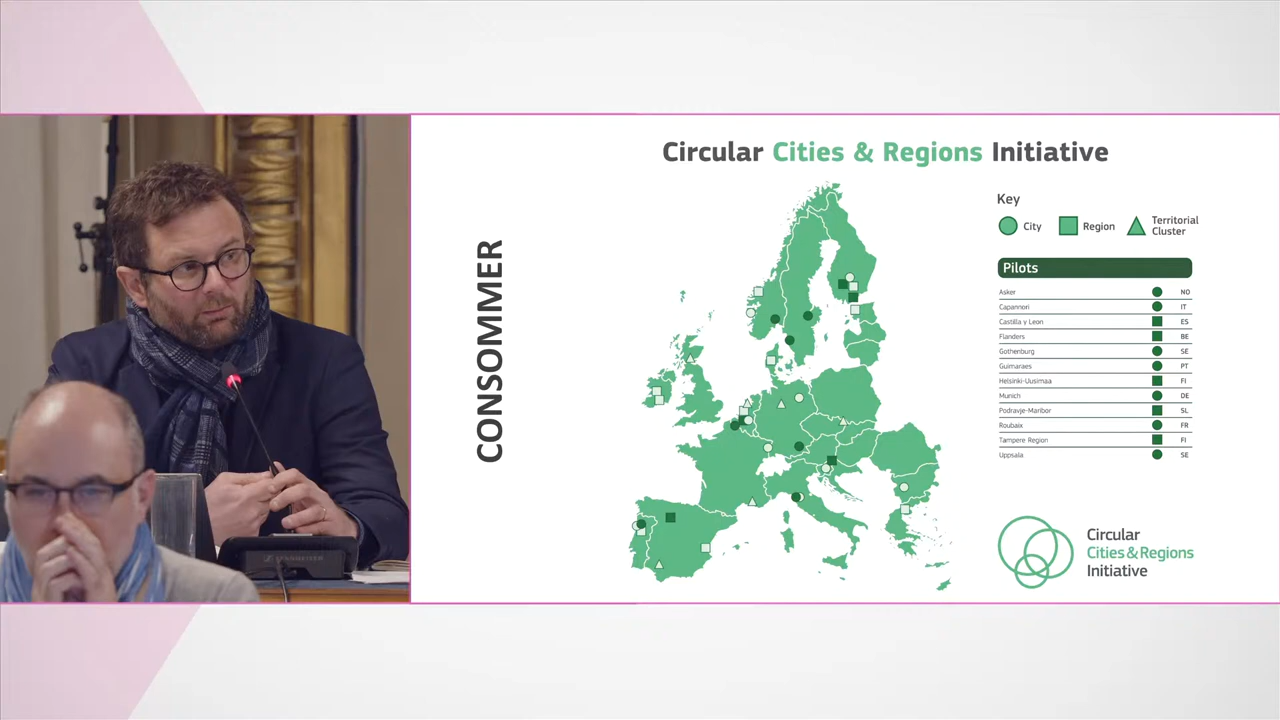 Circular Cities & Regions Initiative
CONSOMMER
Key
City
Region
Territorial
Cluster
Pilots
Asker NO
Capannori IT
Castilla y Leon ES
Flanders BE
Gothenburg SE
Guimaraes PT
Helsinki-Uusimaa FI
Munich DE
Podravje-Maribor SL
Roubaix FR
Tampere Region FI
Uppsala SE
Circular
Cities & Regions
Initiative
SENNHEISER